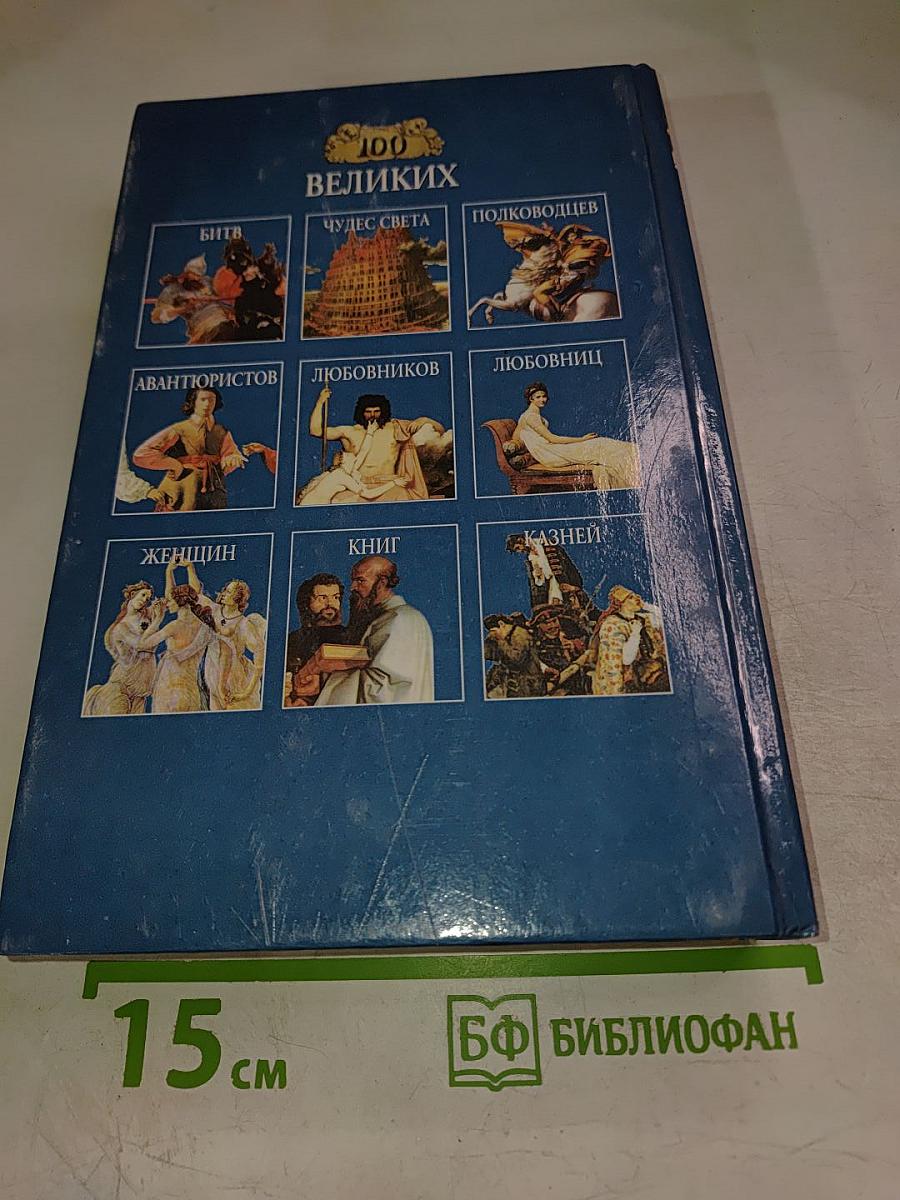 100
ВЕЛИКИХ
БИТВ
ЧУДЕС СВЕТА
ПОЛКОВОДЦЕВ
АВАНТЮРИСТОВ
ЛЮБОВНИКОВ
ЛЮБОВНИЦ
ЖЕНЩИН
КНИГ
КАЗНЕЙ
15 см
БФ БИБЛИОФАН